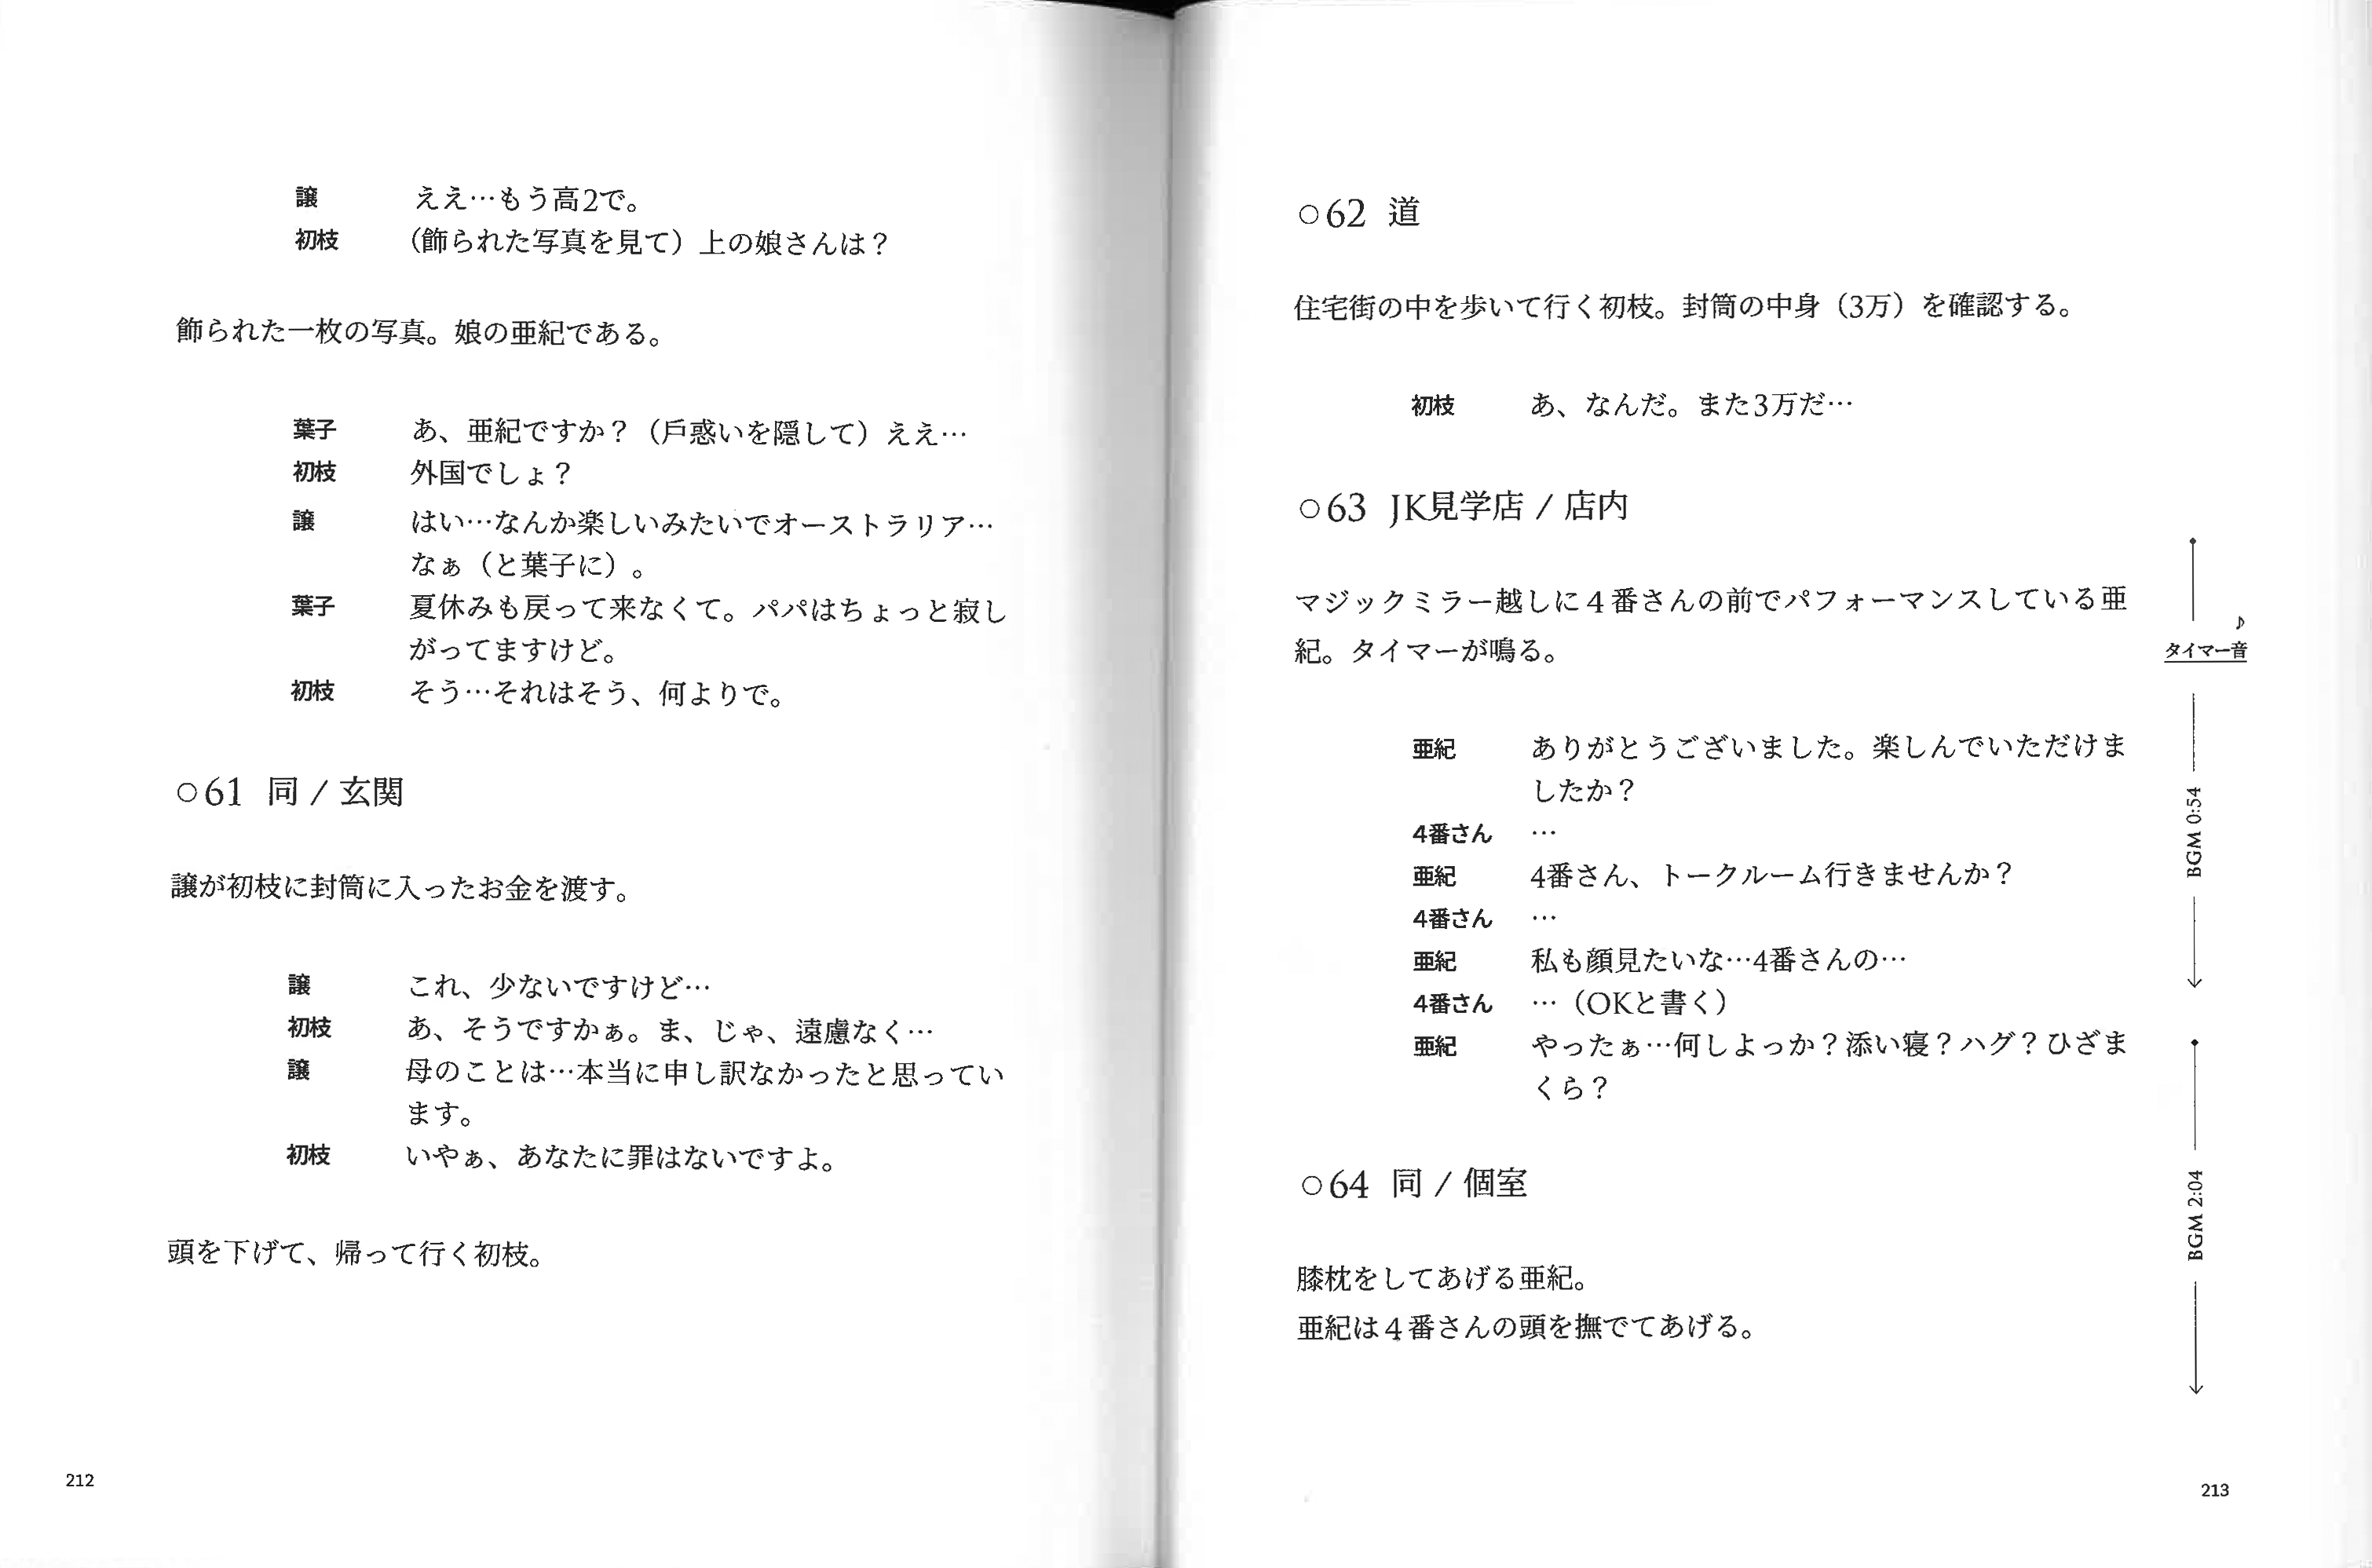 譲 ええ…もう高2で。
初枝 （飾られた写真を見て）上の娘さんは？
飾られた一枚の写真。娘の亜紀である。
葉子 あ、亜紀ですか？（戸惑いを隠して）ええ…
初枝 外国でしょ？
譲 はい…なんか楽しいみたいでオーストラリア…
なぁ（と葉子に）。
葉子 夏休みも戻って来なくて。パパはちょっと寂し
がってますけど。
初枝 そう…それはそう、何よりで。
○61 同 / 玄関
譲が初枝に封筒に入ったお金を渡す。
譲 これ、少ないですけど…
初枝 あ、そうですかぁ。ま、じゃ、遠慮なく…
譲 母のことは…本当に申し訳なかったと思ってい
ます。
初枝 いやぁ、あなたに罪はないですよ。
頭を下げて、帰って行く初枝。
212
○62 道
住宅街の中を歩いて行く初枝。封筒の中身（3万）を確認する。
初枝 あ、なんだ。また3万だ…
○63 JK見学店 / 店内
マジックミラー越しに４番さんの前でパフォーマンスしている亜
紀。タイマーが鳴る。
♪
タイマー音
亜紀 ありがとうございました。楽しんでいただけま
したか？
4番さん …
亜紀 4番さん、トークルーム行きませんか？
4番さん …
亜紀 私も顔見たいな…4番さんの…
4番さん …（OKと書く）
亜紀 やったぁ…何しよっか？添い寝？ハグ？ひざま
くら？
BGM 0:54
○64 同 / 個室
膝枕をしてあげる亜紀。
亜紀は４番さんの頭を撫でてあげる。
BGM 2:04
213